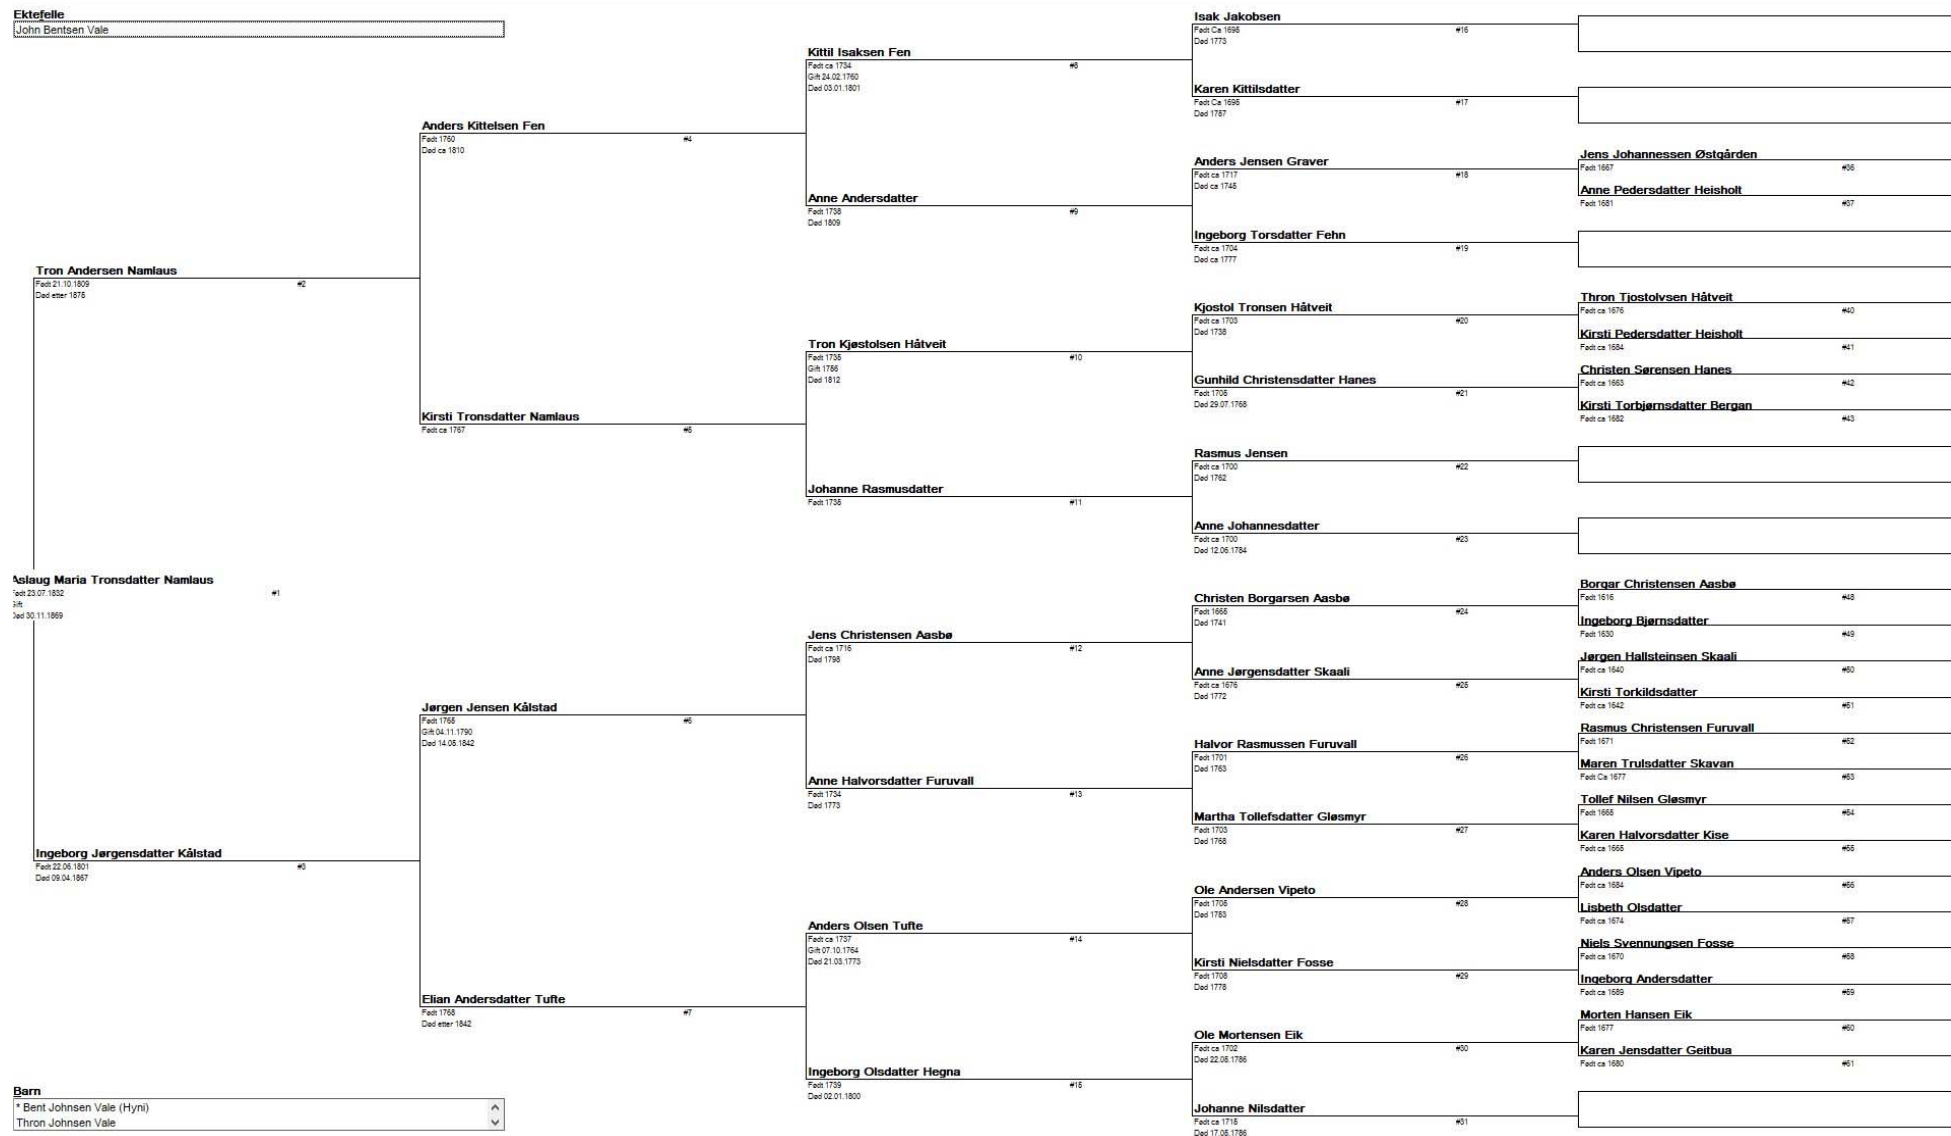 Ektefelle
John Bentsen Vale
Aslaug Maria Tronsdatter Namlaus
Født 23.07.1832 #1
Gift
Død 30.11.1869
Tron Andersen Namlaus
Født 21.10.1809 #2
Død etter 1875
Ingeborg Jørgensdatter Kålstad
Født 22.06.1801 #3
Død 09.04.1867
Anders Kittelsen Fen
Født 1760 #4
Død ca 1810
Kirsti Tronsdatter Namlaus
Født ca 1767 #5
Jørgen Jensen Kålstad
Født 1765 #6
Gift 04.11.1790
Død 14.05.1842
Elian Andersdatter Tufte
Født 1768 #7
Død etter 1842
Kittil Isaksen Fen
Født ca 1734 #8
Gift 24.02.1760
Død 03.01.1801
Anne Andersdatter
Født 1738 #9
Død 1809
Tron Kjøstolsen Håtveit
Født 1735 #10
Gift 1786
Død 1812
Johanne Rasmusdatter
Født 1735 #11
Jens Christensen Aasbø
Født ca 1716 #12
Død 1798
Anne Halvorsdatter Furuvall
Født 1734 #13
Død 1773
Anders Olsen Tufte
Født ca 1737 #14
Gift 07.10.1764
Død 21.03.1773
Ingeborg Olsdatter Hegna
Født 1739 #15
Død 02.01.1800
Isak Jakobsen
Født Ca 1695 #16
Død 1773
Karen Kittilsdatter
Født Ca 1695 #17
Død 1787
Anders Jensen Graver
Født ca 1717 #18
Død ca 1745
Ingeborg Torsdatter Fehn
Født ca 1704 #19
Død ca 1777
Kjostol Tronsen Håtveit
Født ca 1703 #20
Død 1738
Gunhild Christensdatter Hanes
Født 1705 #21
Død 29.07.1768
Rasmus Jensen
Født ca 1700 #22
Død 1762
Anne Johannesdatter
Født ca 1700 #23
Død 12.06.1784
Christen Borgarsen Aasbø
Født 1665 #24
Død 1741
Anne Jørgensdatter Skaali
Født ca 1676 #25
Død 1772
Halvor Rasmussen Furuvall
Født 1701 #26
Død 1763
Martha Tollefsdatter Gløsmyr
Født 1703 #27
Død 1768
Ole Andersen Vipeto
Født 1705 #28
Død 1783
Kirsti Nielsdatter Fosse
Født 1708 #29
Død 1778
Ole Mortensen Eik
Født ca 1702 #30
Død 22.05.1786
Johanne Nilsdatter
Født ca 1715 #31
Død 17.05.1786
Jens Johannessen Østgården
Født 1667 #36
Anne Pedersdatter Heisholt
Født 1681 #37
Thron Tjostolvsen Håtveit
Født ca 1676 #40
Kirsti Pedersdatter Heisholt
Født ca 1684 #41
Christen Sørensen Hanes
Født ca 1663 #42
Kirsti Torbjørnsdatter Bergan
Født ca 1682 #43
Borgar Christensen Aasbø
Født 1616 #48
Ingeborg Bjørnsdatter
Født 1630 #49
Jørgen Hallsteinsen Skaali
Født ca 1640 #50
Kirsti Torkildsdatter
Født ca 1642 #51
Rasmus Christensen Furuvall
Født 1671 #52
Maren Trulsdatter Skavan
Født Ca 1677 #53
Tollef Nilsen Gløsmyr
Født 1665 #54
Karen Halvorsdatter Kise
Født ca 1665 #55
Anders Olsen Vipeto
Født ca 1684 #56
Lisbeth Olsdatter
Født ca 1674 #57
Niels Svennungsen Fosse
Født ca 1670 #58
Ingeborg Andersdatter
Født ca 1689 #59
Morten Hansen Eik
Født 1677 #60
Karen Jensdatter Geitbua
Født ca 1680 #61
Barn
* Bent Johnsen Vale (Hyni)
Thron Johnsen Vale